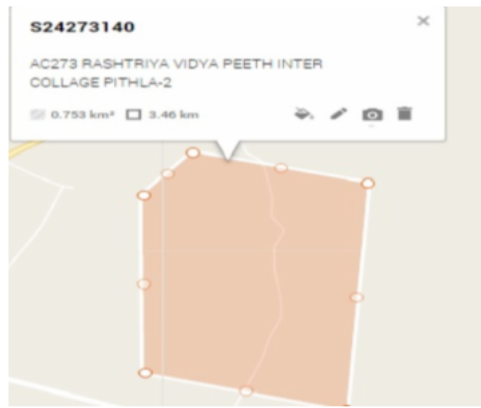 S24273140
AC273 RASHTRIYA VIDYA PEETH INTER
COLLAGE PITHLA-2
0.753 km² 3.46 km